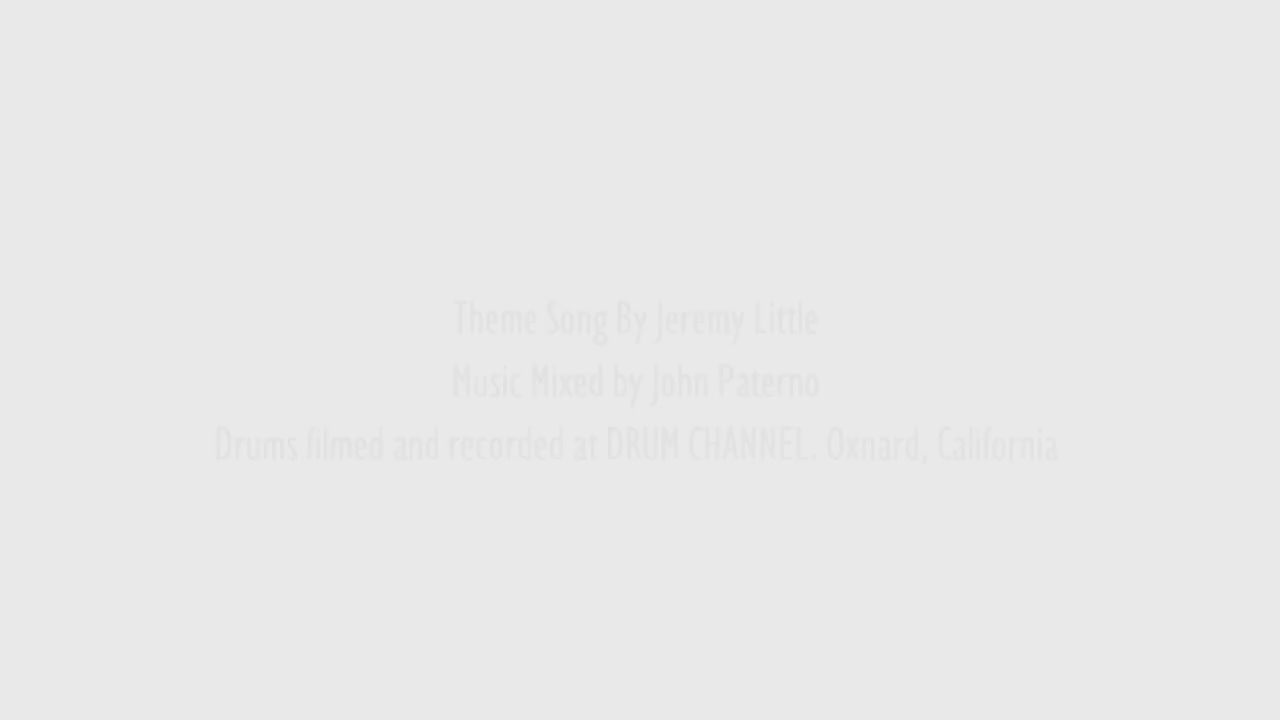 Theme Song By Jeremy Little
Music Mixed by John Paterno
Drums filmed and recorded at DRUM CHANNEL. Oxnard, California